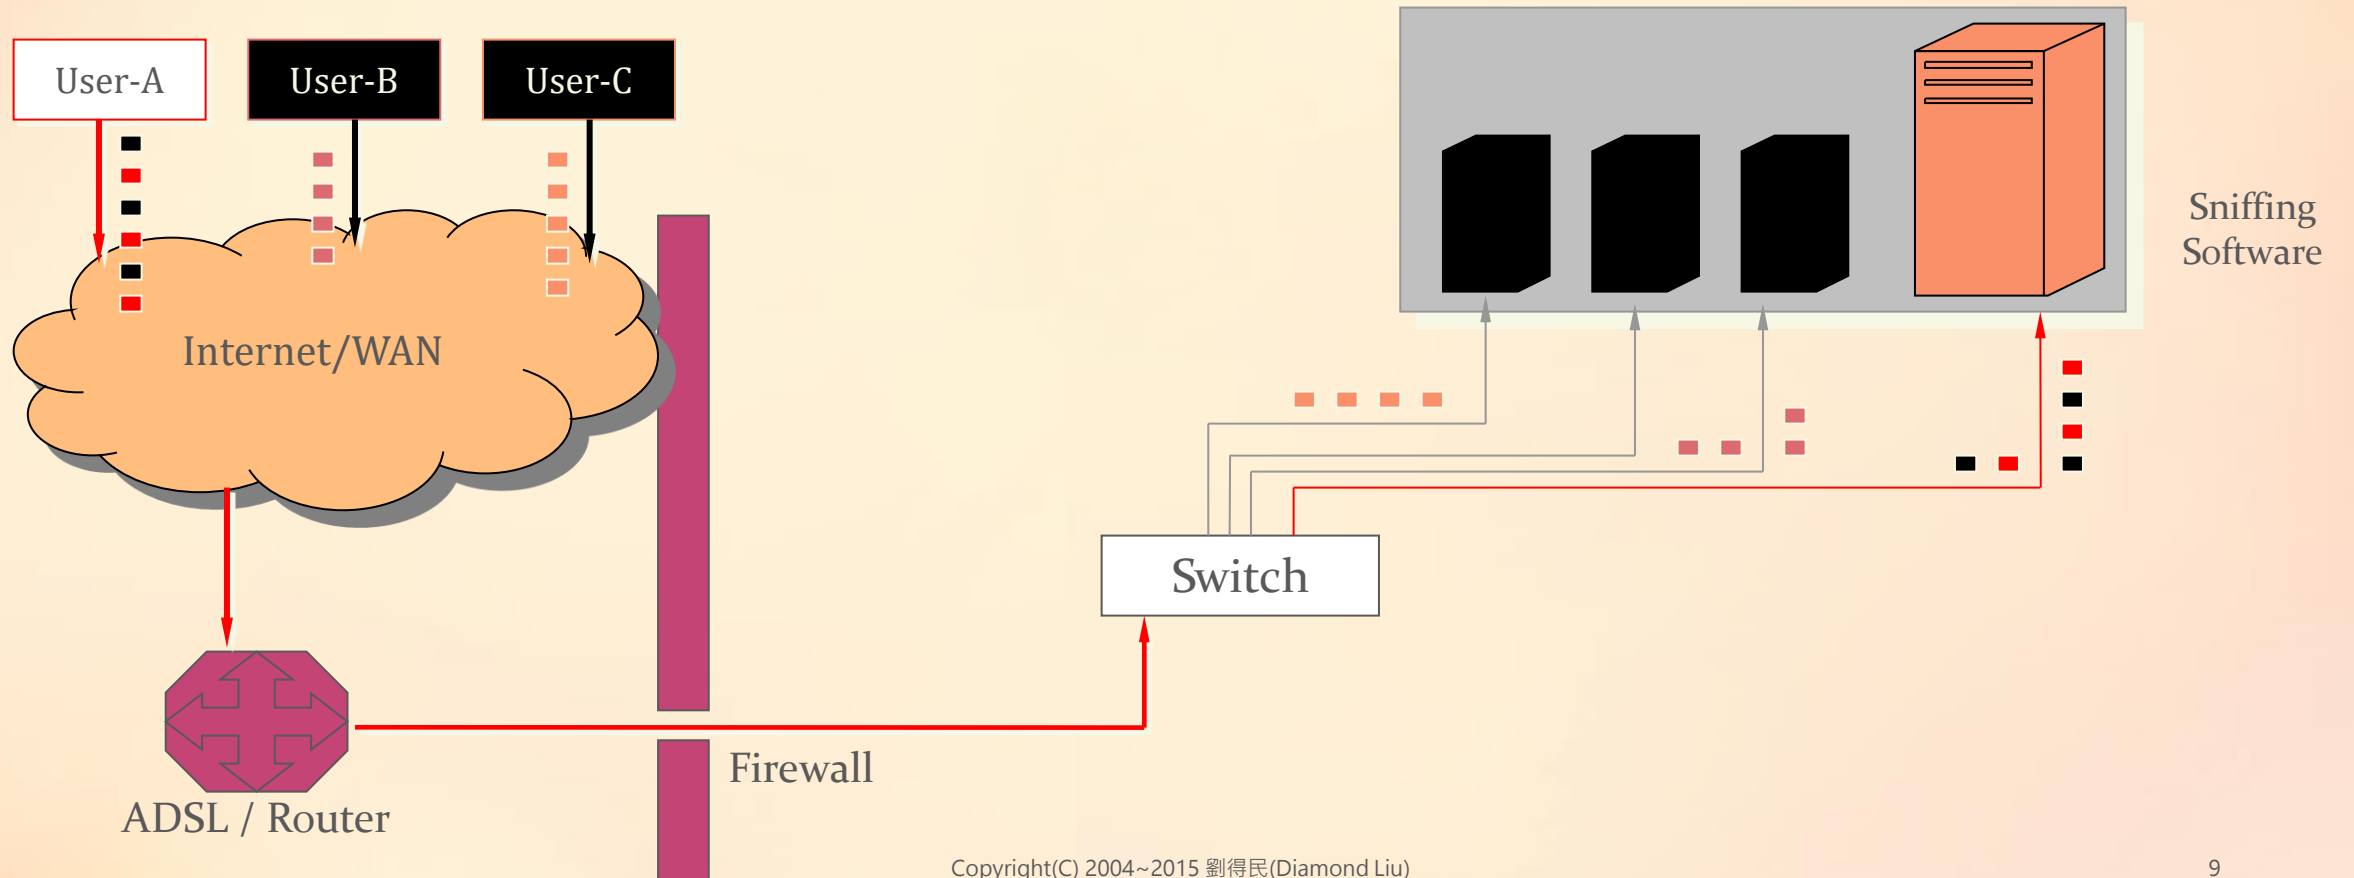 User-A
User-B
User-C
Internet/WAN
Sniffing
Software
Switch
Firewall
ADSL / Router
Copyright(C) 2004~2015 劉得民(Diamond Liu)
9